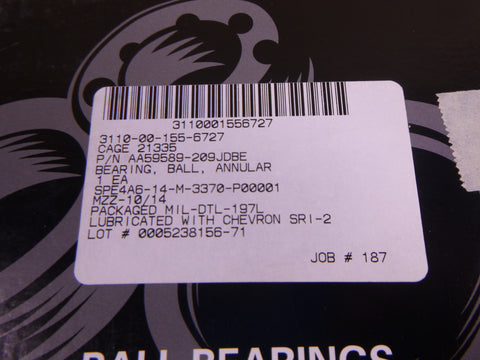 3110001556727
3110-00-155-6727
CAGE 21335
P/N AA59589-209JDBE
BEARING, BALL, ANNULAR
1 EA
SPE4A6-14-M-3370-P00001
MZZ-10/14
PACKAGED MIL-DTL-197L
LUBRICATED WITH CHEVRON SRI-2
LOT # 0005238156-71
JOB # 187
BALL BEARINGS